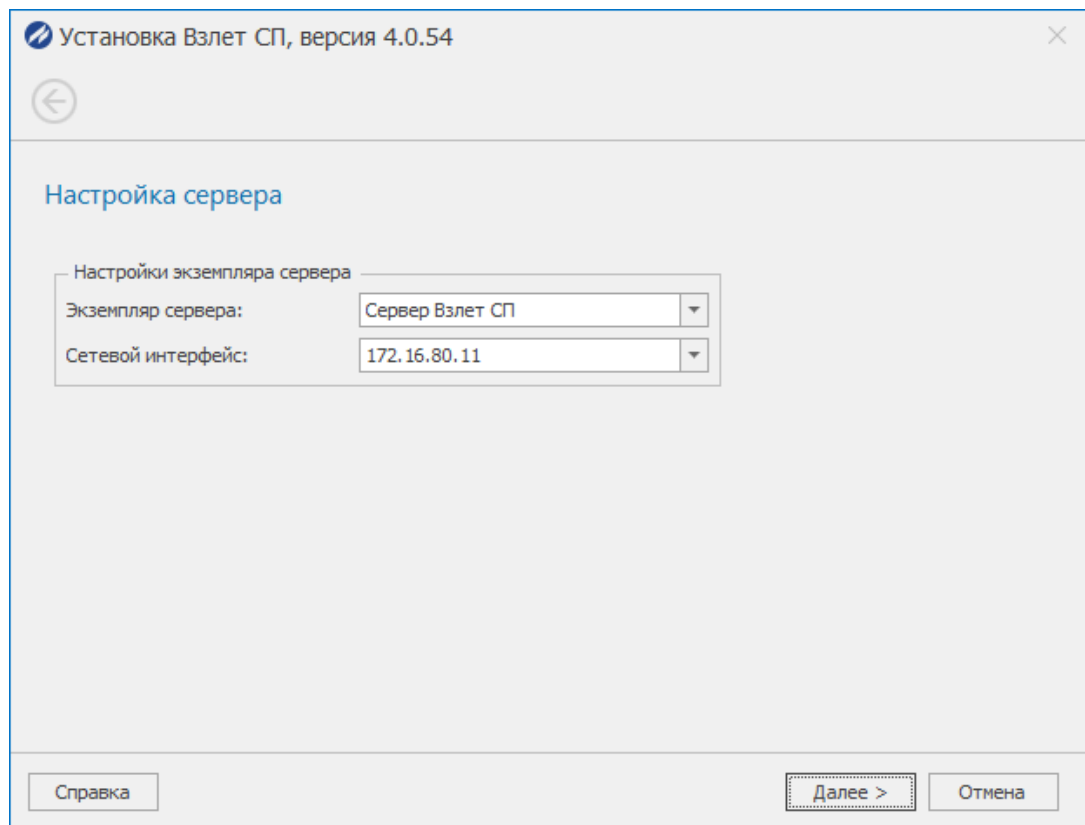 Установка Взлет СП, версия 4.0.54
Настройка сервера
Настройки экземпляра сервера
Экземпляр сервера: Сервер Взлет СП
Сетевой интерфейс: 172.16.80.11
Справка Далее > Отмена